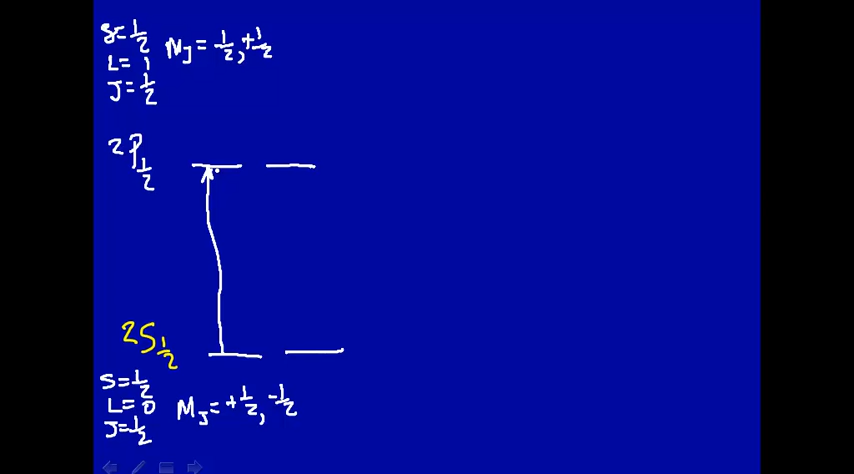 S=1/2
L=1
J=1/2
MJ=-1/2,+1/2
2P1/2
2S1/2
S=1/2
L=0
J=1/2
MJ=+1/2,-1/2